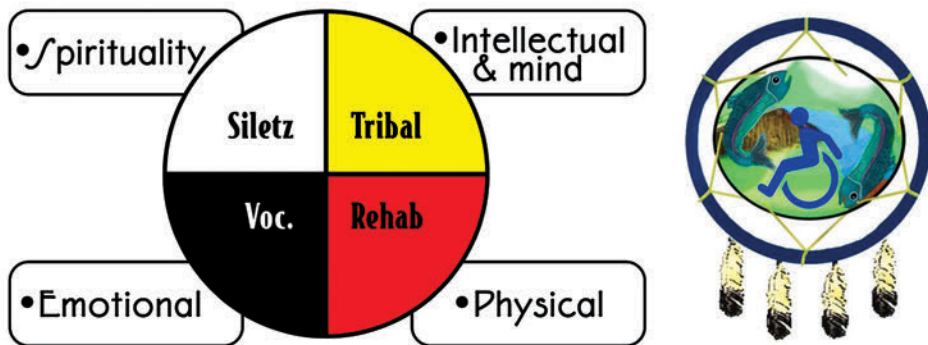 •Spirituality
•Intellectual
& mind
Siletz Tribal
Voc. Rehab
•Emotional
•Physical